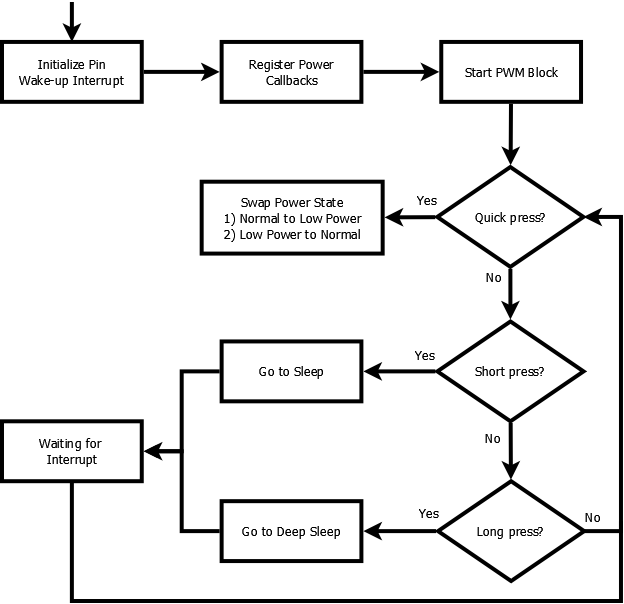 Initialize Pin
Wake-up Interrupt
Register Power
Callbacks
Start PWM Block
Swap Power State
1) Normal to Low Power
2) Low Power to Normal
Yes
Quick press?
No
Go to Sleep
Yes
Short press?
No
Waiting for
Interrupt
Go to Deep Sleep
Yes
Long press?
No